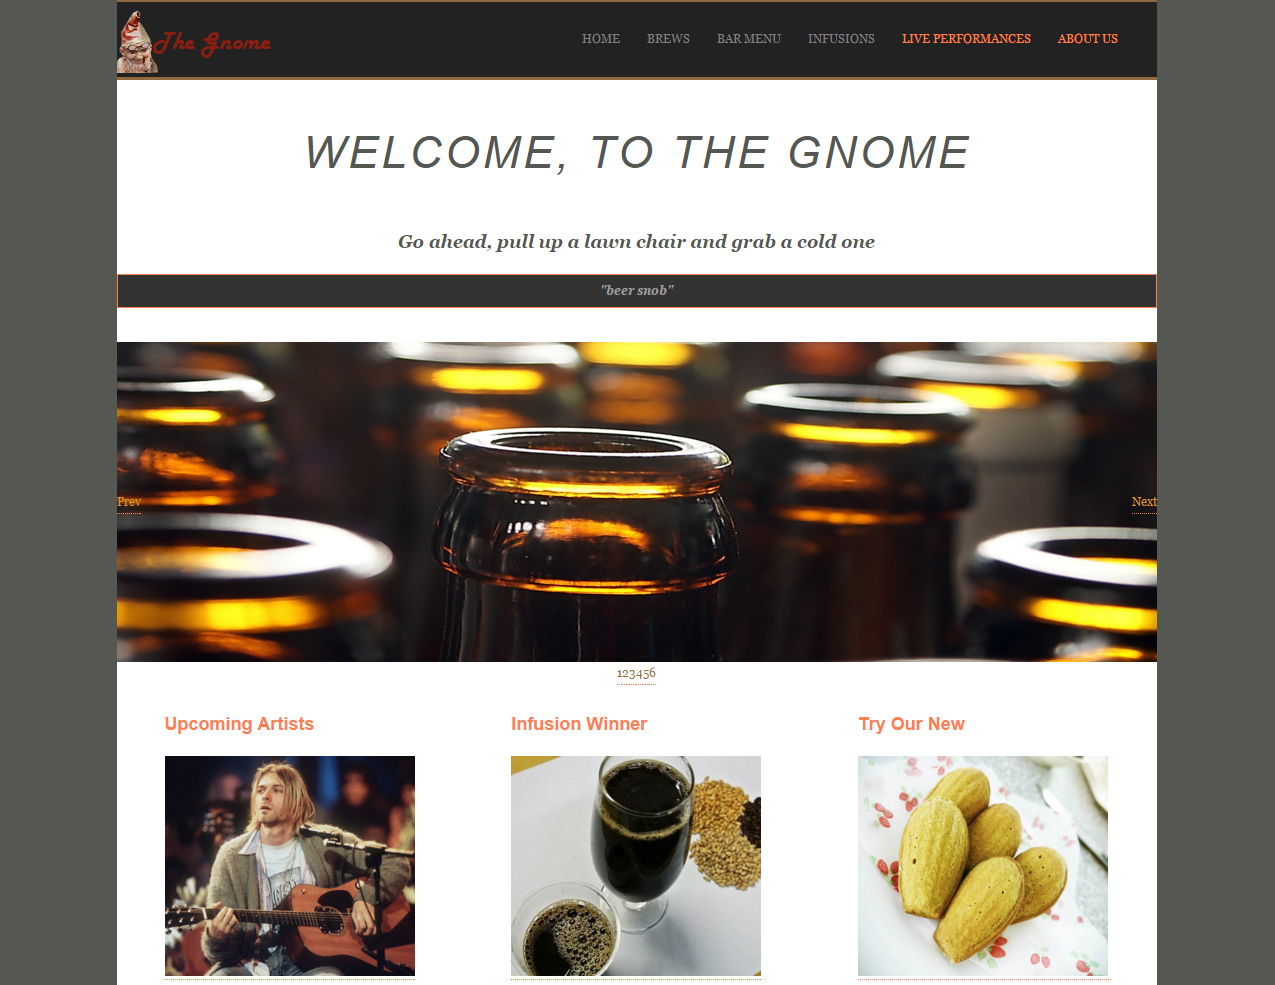 The Gnome
HOME BREWS BAR MENU INFUSIONS LIVE PERFORMANCES ABOUT US
WELCOME, TO THE GNOME
Go ahead, pull up a lawn chair and grab a cold one
"beer snob"
Prev Next
123456
Upcoming Artists Infusion Winner Try Our New